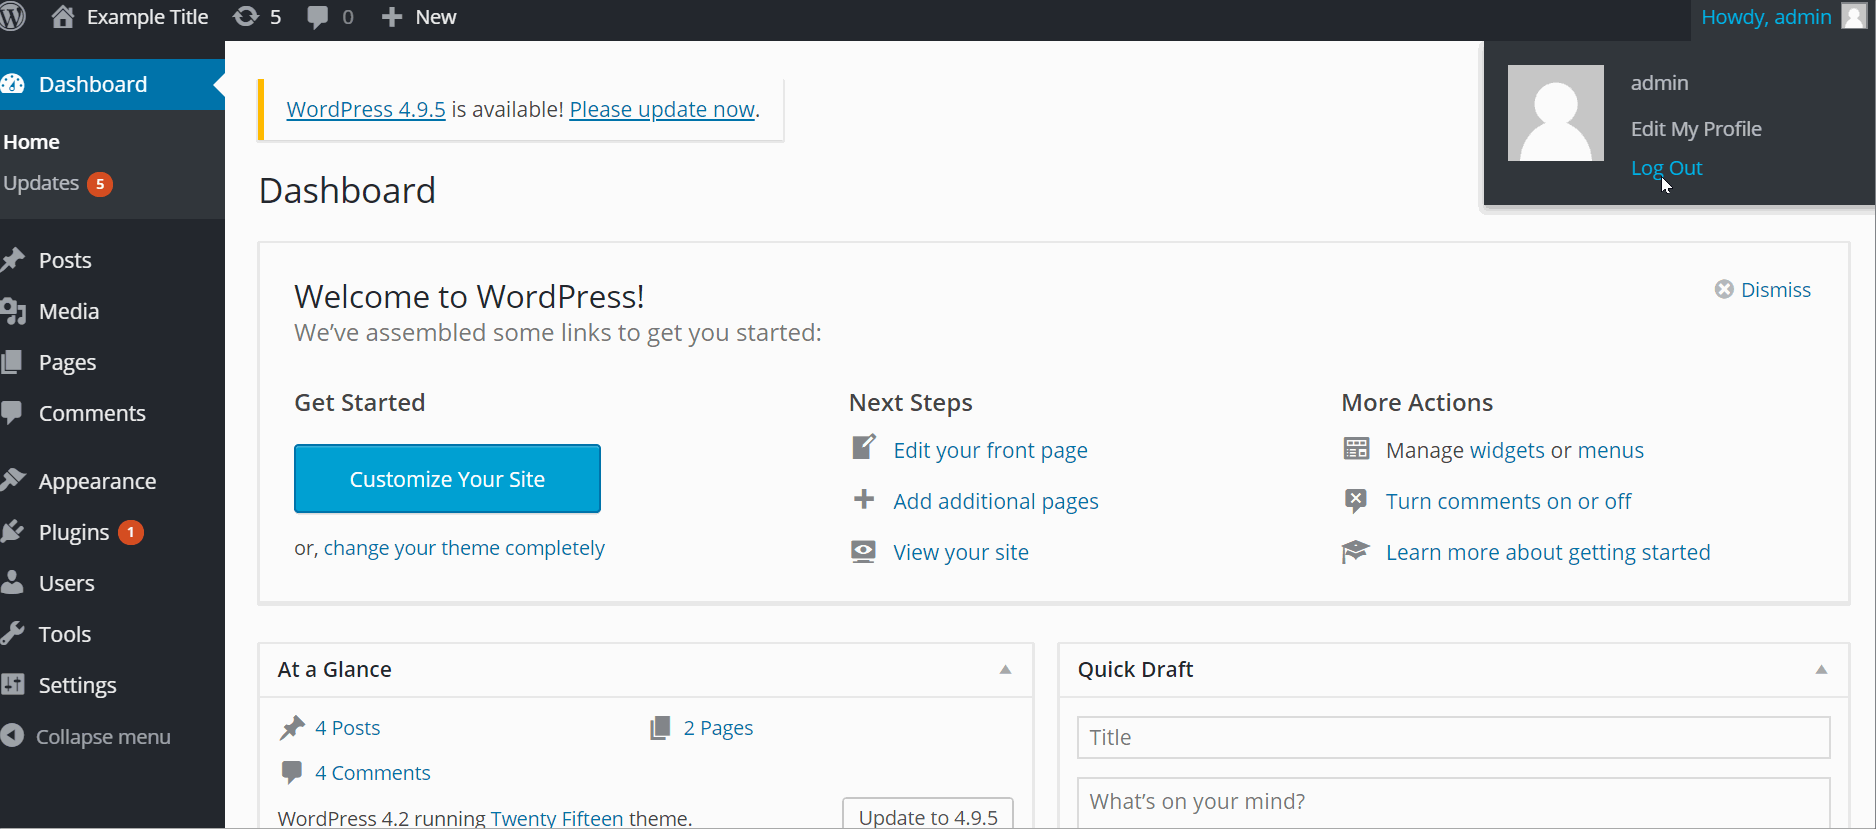 Example Title 5 0 New Howdy, admin
Dashboard
Home
Updates 5
Posts
Media
Pages
Comments
Appearance
Plugins 1
Users
Tools
Settings
Collapse menu
admin
Edit My Profile
Log Out
WordPress 4.9.5 is available! Please update now.
Dashboard
Welcome to WordPress!
We’ve assembled some links to get you started:
Dismiss
Get Started
Customize Your Site
or, change your theme completely
Next Steps
Edit your front page
Add additional pages
View your site
More Actions
Manage widgets or menus
Turn comments on or off
Learn more about getting started
At a Glance
4 Posts
2 Pages
4 Comments
WordPress 4.2 running Twenty Fifteen theme.
Update to 4.9.5
Quick Draft
Title
What’s on your mind?